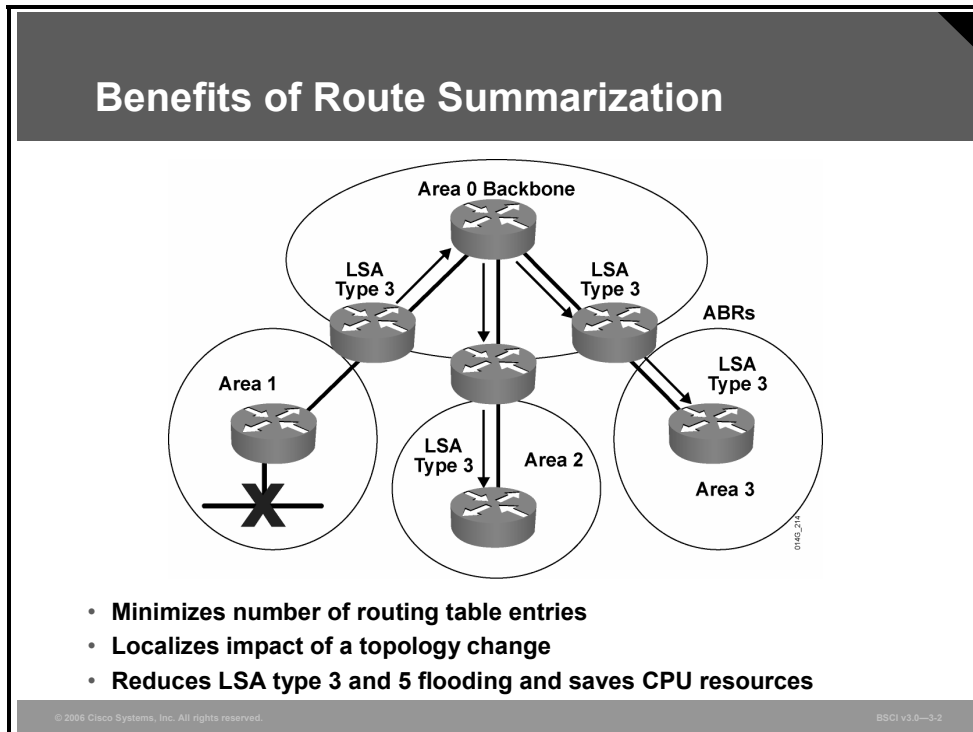 Benefits of Route Summarization
Area 0 Backbone
LSA
Type 3
LSA
Type 3
ABRs
Area 1
LSA
Type 3
LSA
Type 3
Area 2
Area 3
X
014G_214
• Minimizes number of routing table entries
• Localizes impact of a topology change
• Reduces LSA type 3 and 5 flooding and saves CPU resources
© 2006 Cisco Systems, Inc. All rights reserved.
BSCI v3.0—3-2